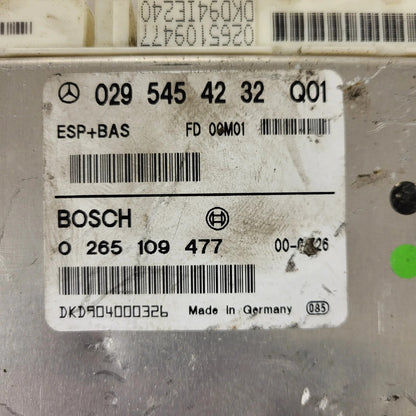 0265109477
DKD941E240
029 545 42 32 Q01
ESP+BAS FD 00M01
BOSCH
0 265 109 477
DKD904000326 Made in Germany 085